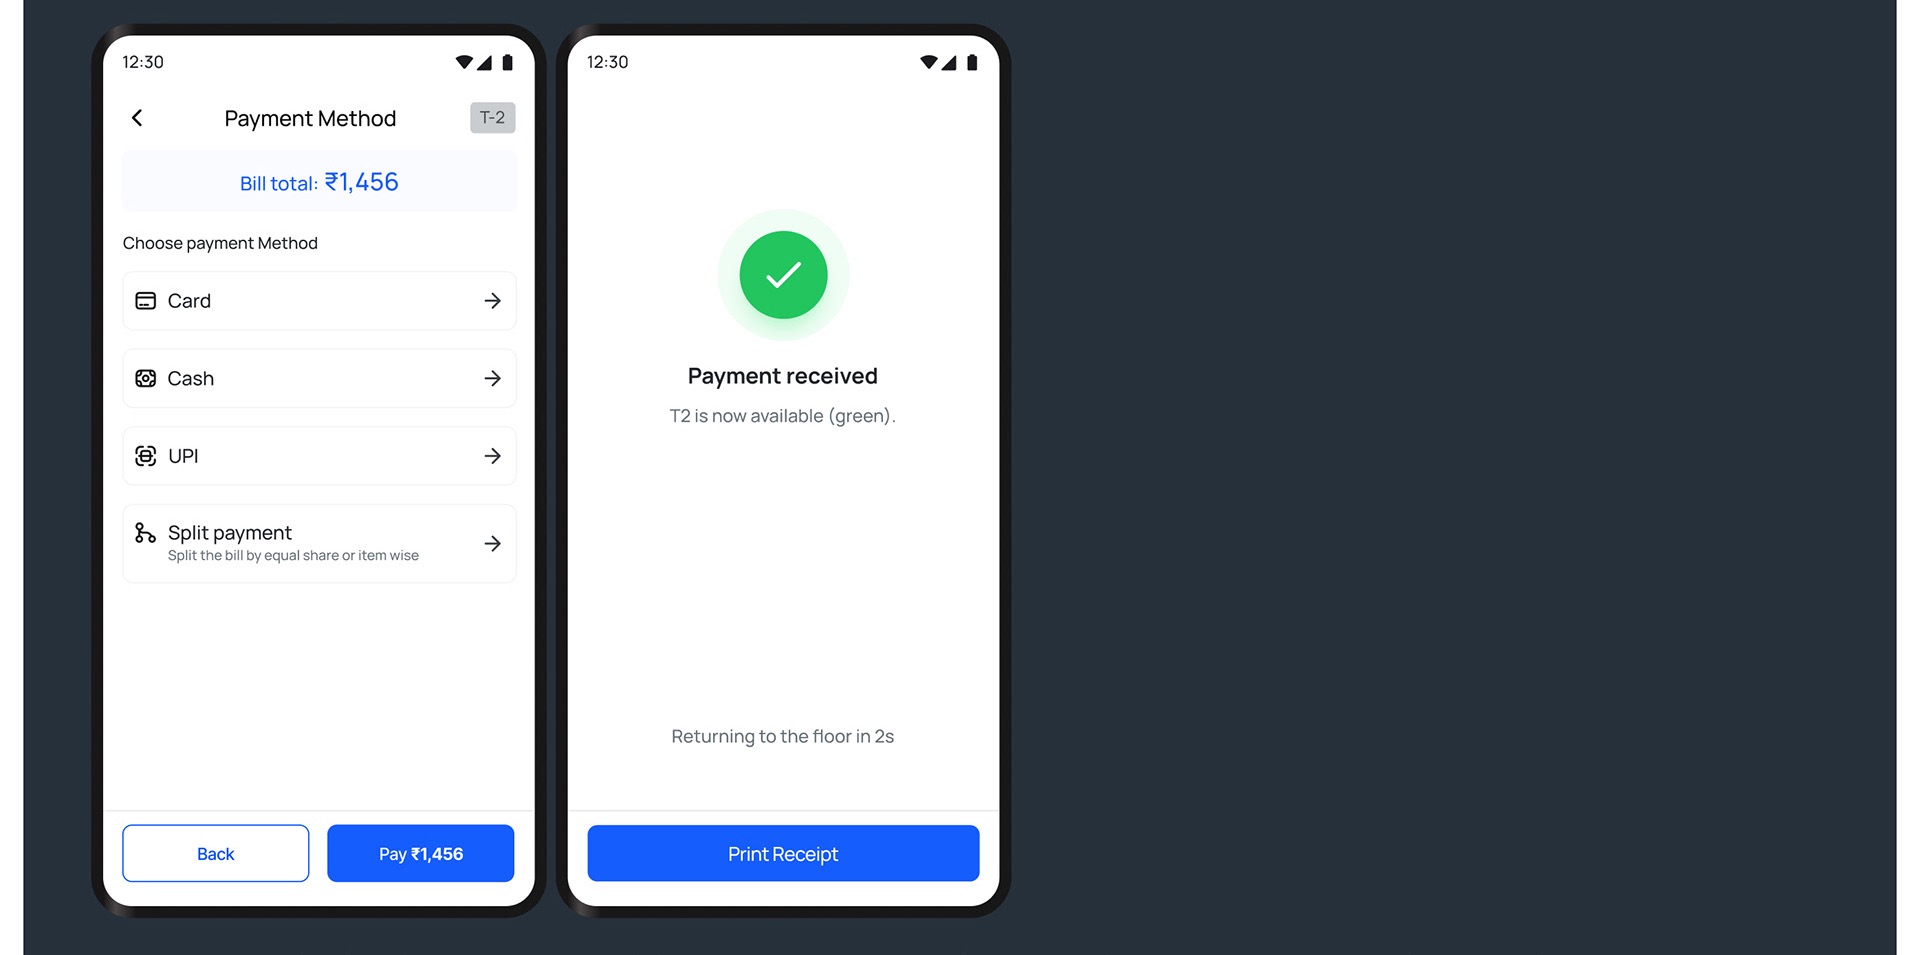 12:30
Payment Method
T-2
Bill total: ₹1,456
Choose payment Method
Card
Cash
UPI
Split payment
Split the bill by equal share or item wise
Back
Pay ₹1,456
12:30
Payment received
T2 is now available (green).
Returning to the floor in 2s
Print Receipt